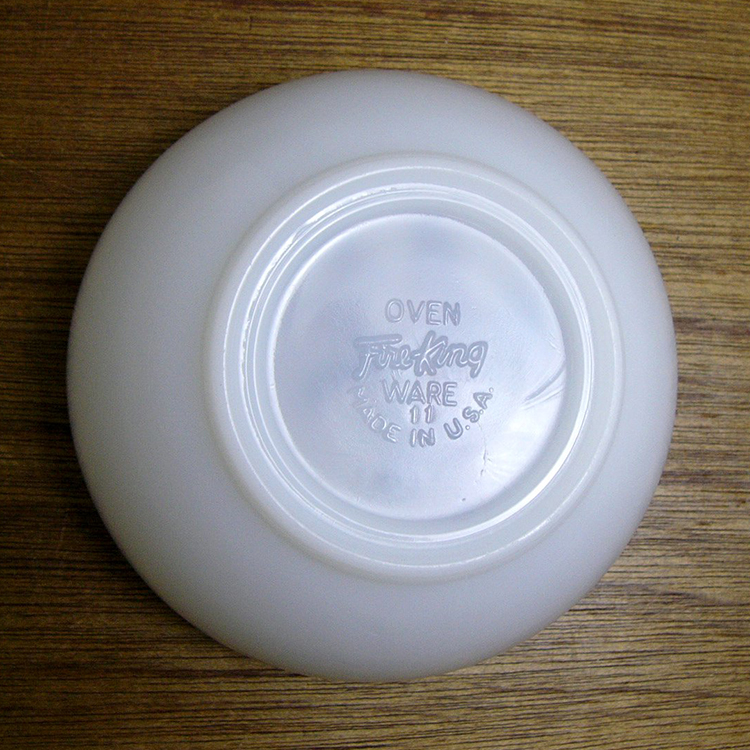 OVEN
Fire-King
WARE
11
MADE IN U.S.A.